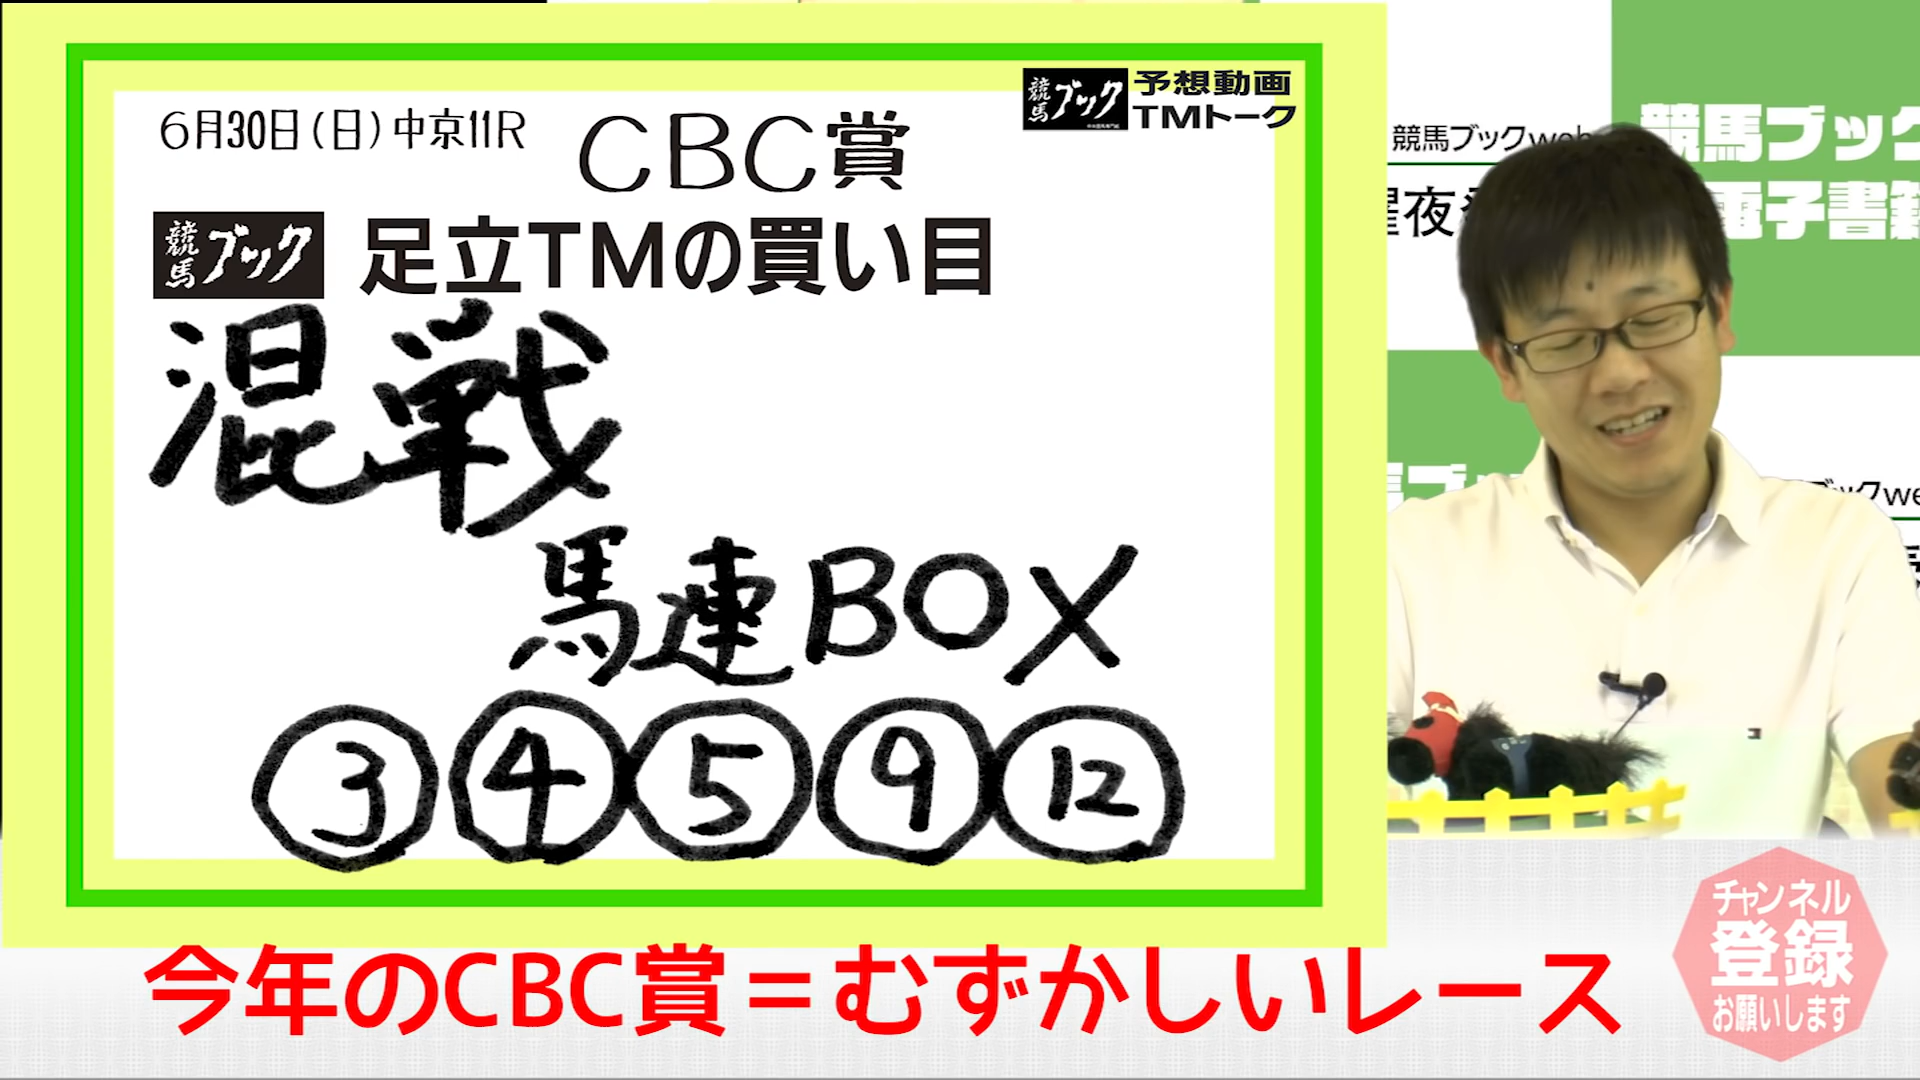 6月30日(日)中京11R
CBC賞
競馬ブック
予想動画
TMトーク
競馬ブック 足立TMの買い目
混戦
馬連BOX
③④⑤⑨⑫
競馬ブックweb
競馬ブック
電子書籍
今年のCBC賞=むずかしいレース
チャンネル
登録
お願いします